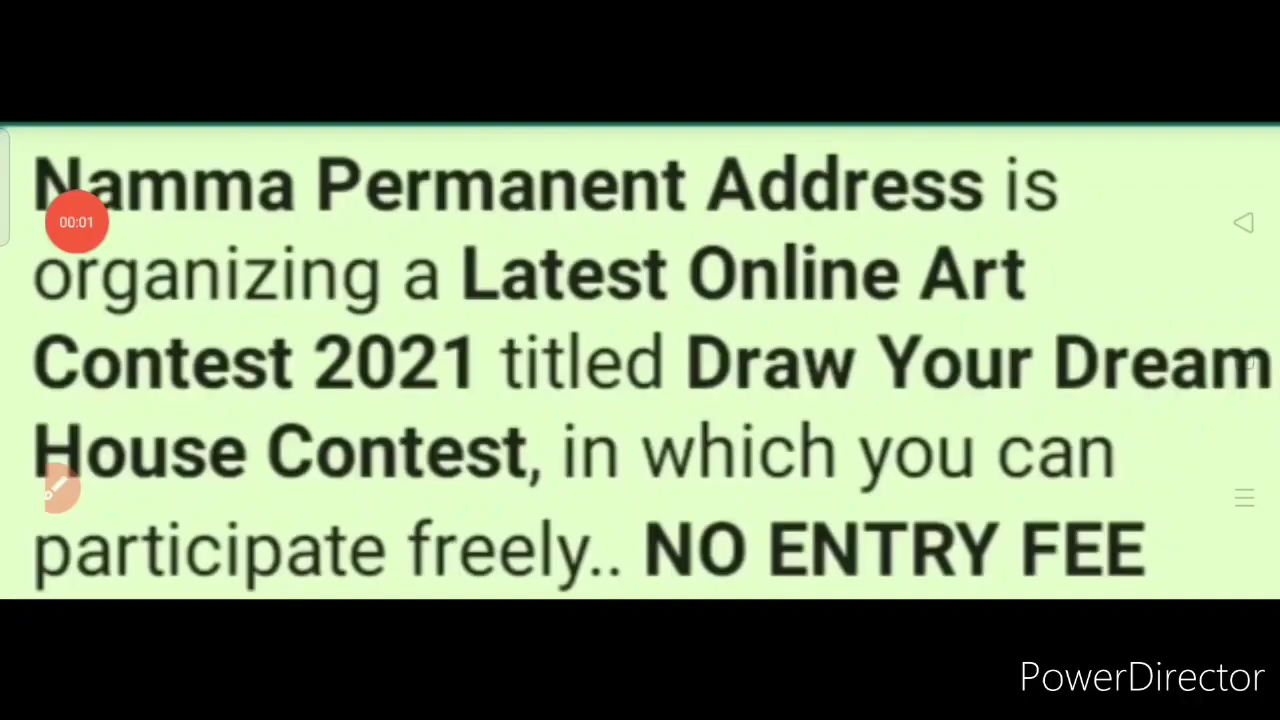 Namma Permanent Address is
00:01
organizing a Latest Online Art
Contest 2021 titled Draw Your Dream
House Contest, in which you can
participate freely.. NO ENTRY FEE
PowerDirector